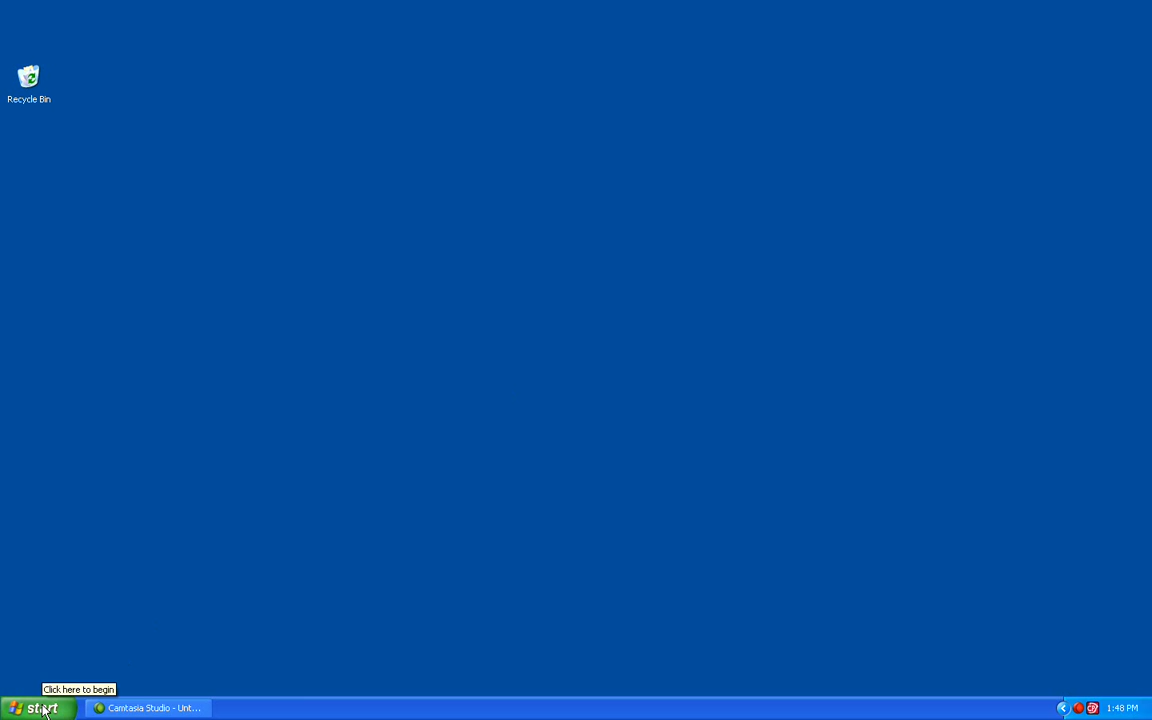 Recycle Bin
Click here to begin
start
Camtasia Studio - Unt...
1:48 PM